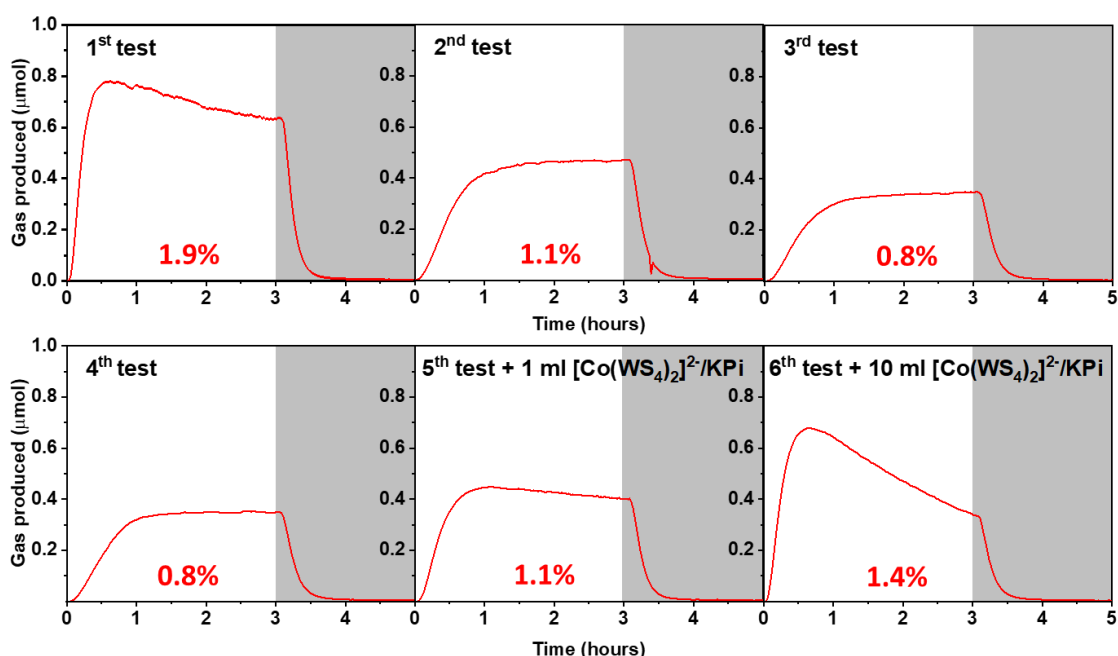 1st test
2nd test
3rd test
Gas produced (μmol)
1.0
0.8
0.6
0.4
0.2
0.0
0.8
0.6
0.4
0.2
0.8
0.6
0.4
0.2
1.9%
1.1%
0.8%
0 1 2 3 4 0 1 2 3 4 0 1 2 3 4 5
Time (hours)
4th test
5th test + 1 ml [Co(WS4)2]2-/KPi
6th test + 10 ml [Co(WS4)2]2-/KPi
Gas produced (μmol)
1.0
0.8
0.6
0.4
0.2
0.0
0.8
0.6
0.4
0.2
0.8
0.6
0.4
0.2
0.8%
1.1%
1.4%
0 1 2 3 4 0 1 2 3 4 0 1 2 3 4 5
Time (hours)